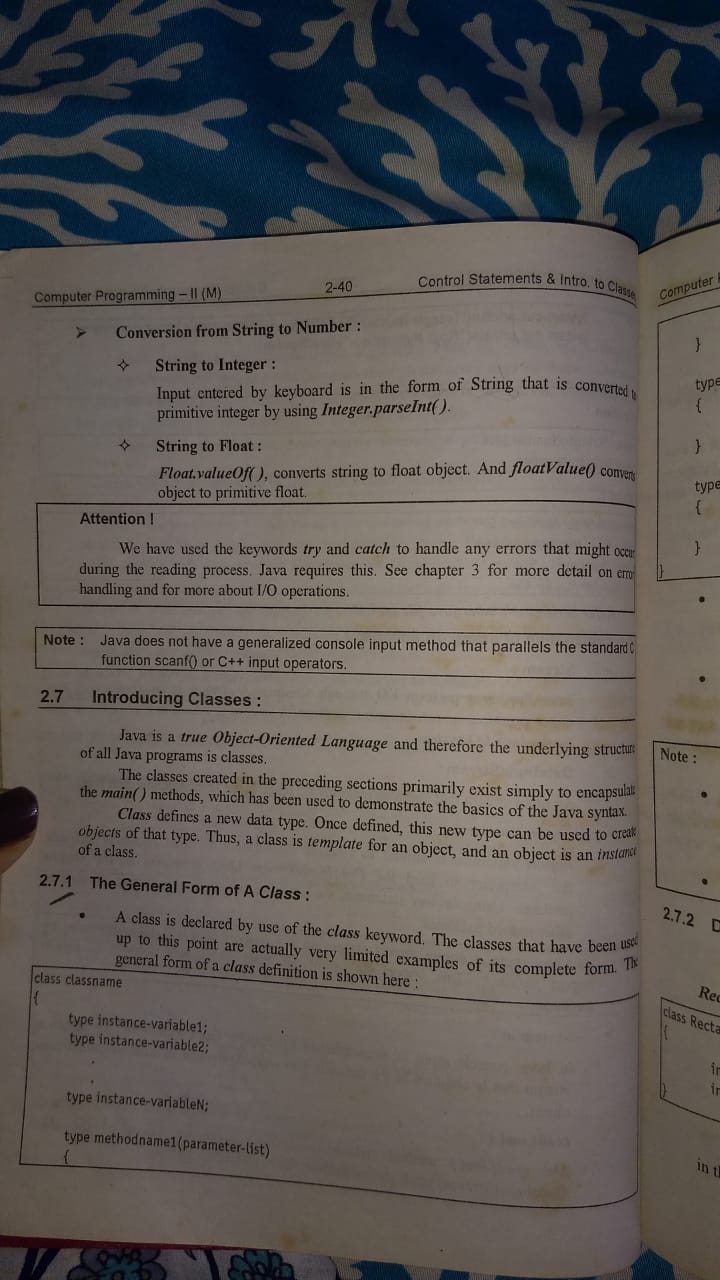 Computer Programming – II (M) 2-40 Control Statements & Intro. to Classes
➢ Conversion from String to Number :
✧ String to Integer :
Input entered by keyboard is in the form of String that is converted to
primitive integer by using Integer.parseInt( ).
✧ String to Float :
Float.valueOf( ), converts string to float object. And floatValue() converts
object to primitive float.
Attention !
We have used the keywords try and catch to handle any errors that might occur
during the reading process. Java requires this. See chapter 3 for more detail on error
handling and for more about I/O operations.
Note : Java does not have a generalized console input method that parallels the standard C
function scanf() or C++ input operators.
2.7 Introducing Classes :
Java is a true Object-Oriented Language and therefore the underlying structure
of all Java programs is classes.
The classes created in the preceding sections primarily exist simply to encapsulate
the main( ) methods, which has been used to demonstrate the basics of the Java syntax.
Class defines a new data type. Once defined, this new type can be used to create
objects of that type. Thus, a class is template for an object, and an object is an instance
of a class.
2.7.1 The General Form of A Class :
• A class is declared by use of the class keyword. The classes that have been used
up to this point are actually very limited examples of its complete form. The
general form of a class definition is shown here :
class classname
{
type instance-variable1;
type instance-variable2;
.
.
type instance-variableN;
type methodname1(parameter-list)
{
Computer
}
type
{
}
type
{
}
}
•
•
Note :
•
•
2.7.2
class Recta
{
}
in